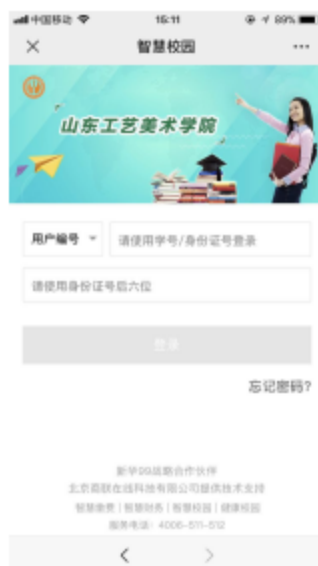 中国移动 15:11 89%
智慧校园
山东工艺美术学院
用户编号 请使用学号/身份证号登录
请使用身份证号后六位
登录
忘记密码?
战略合作伙伴
北京商联在线科技有限公司提供技术支持
智慧缴费 | 智慧财务 | 智慧校园 | 健康校园
服务电话: 4006-511-512